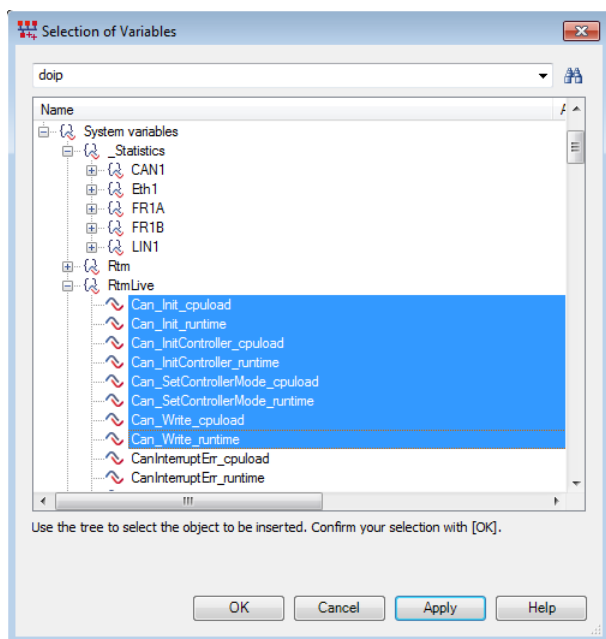 Selection of Variables
doip
Name
System variables
_Statistics
CAN1
Eth1
FR1A
FR1B
LIN1
Rtm
RtmLive
Can_Init_cpuload
Can_Init_runtime
Can_InitController_cpuload
Can_InitController_runtime
Can_SetControllerMode_cpuload
Can_SetControllerMode_runtime
Can_Write_cpuload
Can_Write_runtime
CanInterruptErr_cpuload
CanInterruptErr_runtime
Use the tree to select the object to be inserted. Confirm your selection with [OK].
OK Cancel Apply Help